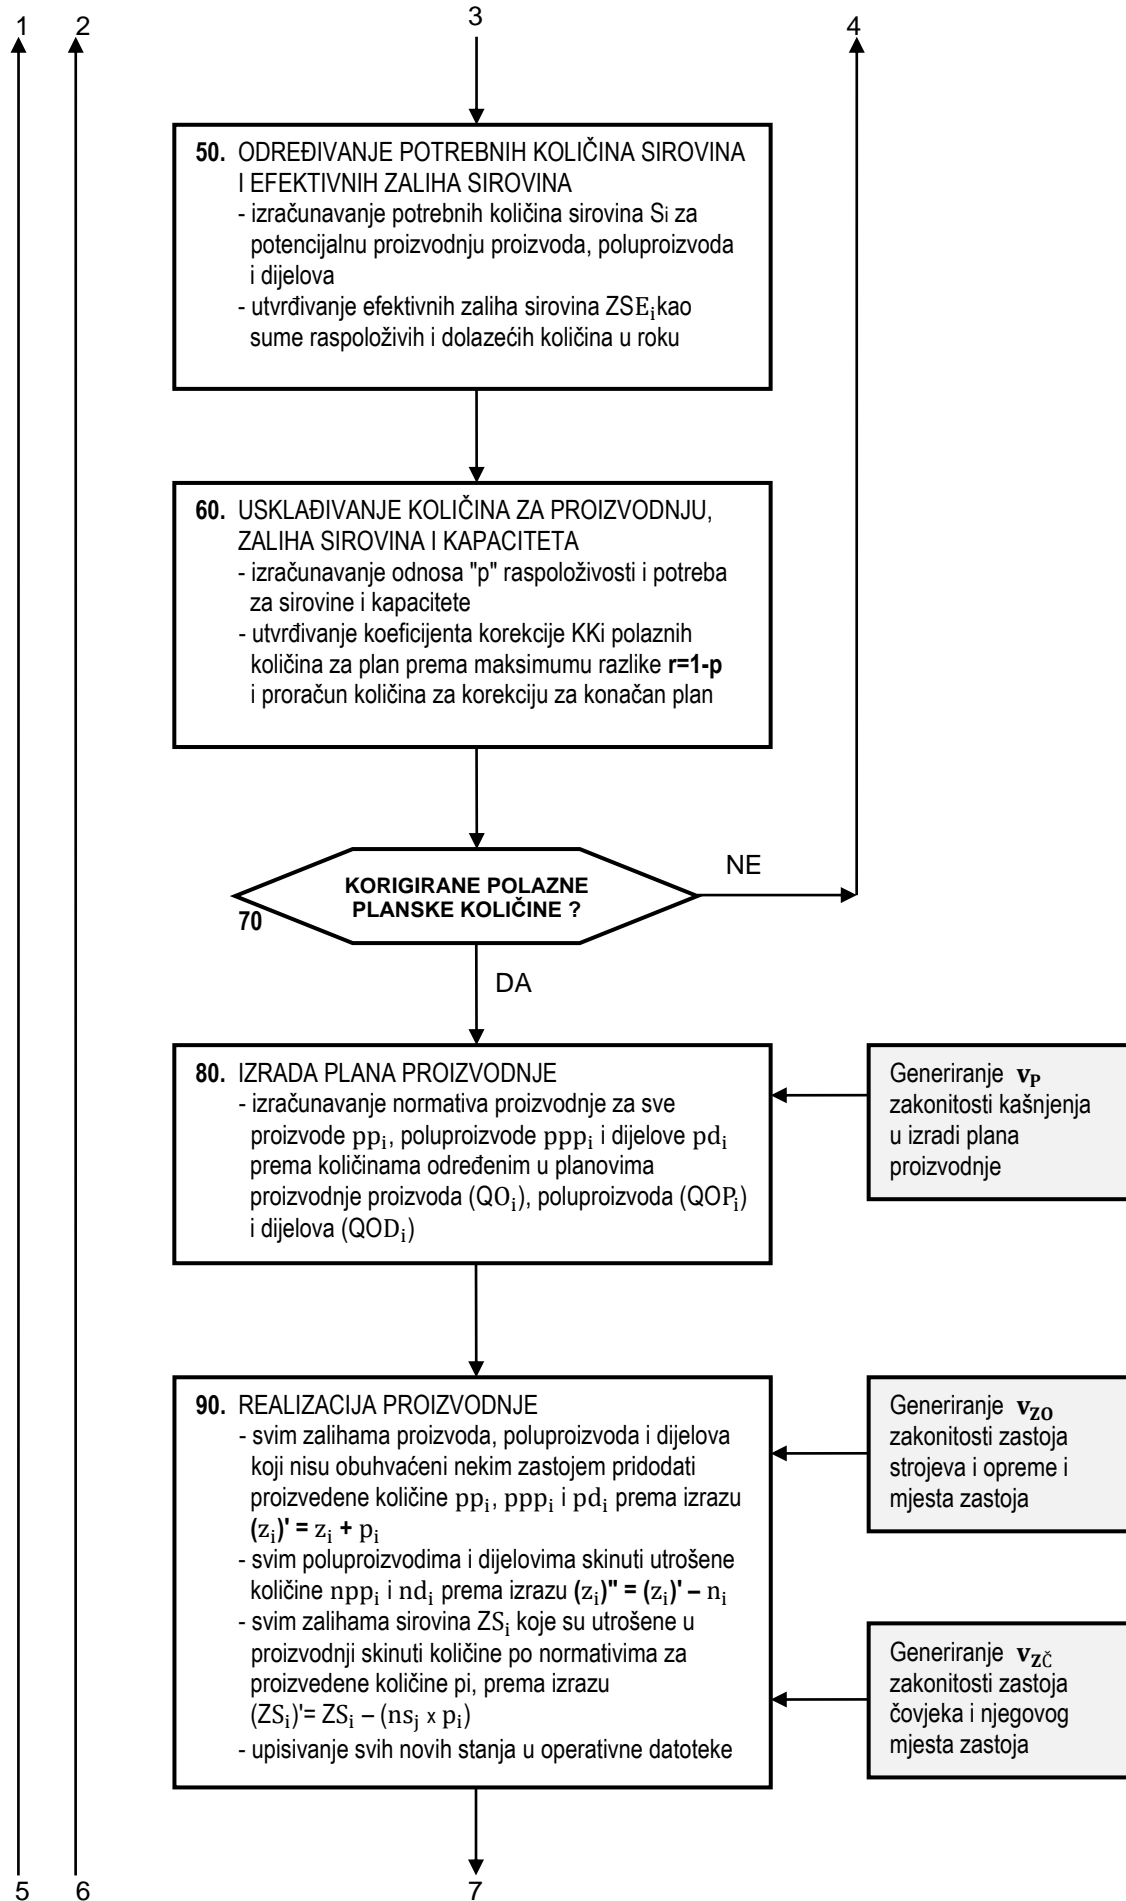 1
2
3
4
50. ODREĐIVANJE POTREBNIH KOLIČINA SIROVINA
I EFEKTIVNIH ZALIHA SIROVINA
- izračunavanje potrebnih količina sirovina Si za
potencijalnu proizvodnju proizvoda, poluproizvoda
i dijelova
- utvrđivanje efektivnih zaliha sirovina ZSEᵢkao
sume raspoloživih i dolazećih količina u roku
60. USKLAĐIVANJE KOLIČINA ZA PROIZVODNJU,
ZALIHA SIROVINA I KAPACITETA
- izračunavanje odnosa "p" raspoloživosti i potreba
za sirovine i kapacitete
- utvrđivanje koeficijenta korekcije KKi polaznih
količina za plan prema maksimumu razlike r=1-p
i proračun količina za korekciju za konačan plan
KORIGIRANE POLAZNE
PLANSKE KOLIČINE ?
70
NE
DA
80. IZRADA PLANA PROIZVODNJE
- izračunavanje normativa proizvodnje za sve
proizvode ppᵢ, poluproizvode pppᵢ i dijelove pdᵢ
prema količinama određenim u planovima
proizvodnje proizvoda (QOᵢ), poluproizvoda (QOPᵢ)
i dijelova (QODᵢ)
Generiranje v_P
zakonitosti kašnjenja
u izradi plana
proizvodnje
90. REALIZACIJA PROIZVODNJE
- svim zalihama proizvoda, poluproizvoda i dijelova
koji nisu obuhvaćeni nekim zastojem pridodati
proizvedene količine ppᵢ, pppᵢ i pdᵢ prema izrazu
(zᵢ)' = zᵢ + pᵢ
- svim poluproizvodima i dijelovima skinuti utrošene
količine nppᵢ i ndᵢ prema izrazu (zᵢ)" = (zᵢ)' – nᵢ
- svim zalihama sirovina ZSᵢ koje su utrošene u
proizvodnji skinuti količine po normativima za
proizvedene količine pi, prema izrazu
(ZSᵢ)'= ZSᵢ – (nsⱼ x pᵢ)
- upisivanje svih novih stanja u operativne datoteke
Generiranje v_ZO
zakonitosti zastoja
strojeva i opreme i
mjesta zastoja
Generiranje v_ZČ
zakonitosti zastoja
čovjeka i njegovog
mjesta zastoja
5
6
7